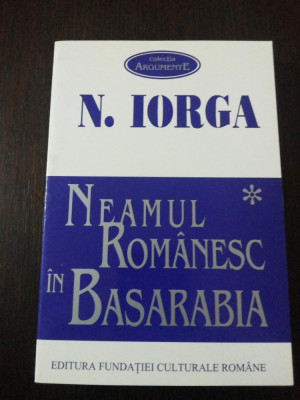 colecția
ARGUMENTE
N. IORGA
*
NEAMUL
ROMÂNESC
ÎN BASARABIA
EDITURA FUNDAȚIEI CULTURALE ROMÂNE